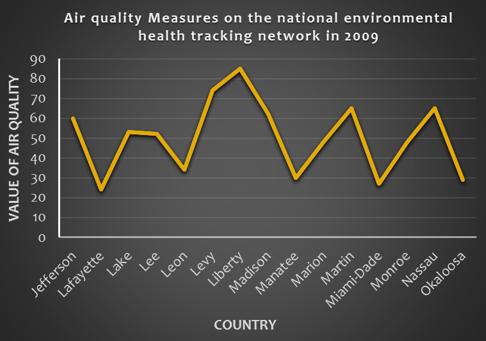 Air quality Measures on the national environmental
health tracking network in 2009
VALUE OF AIR QUALITY
90
80
70
60
50
40
30
20
10
0
Jefferson
Lafayette
Lake
Lee
Leon
Levy
Liberty
Madison
Manatee
Marion
Martin
Miami-Dade
Monroe
Nassau
Okaloosa
COUNTRY